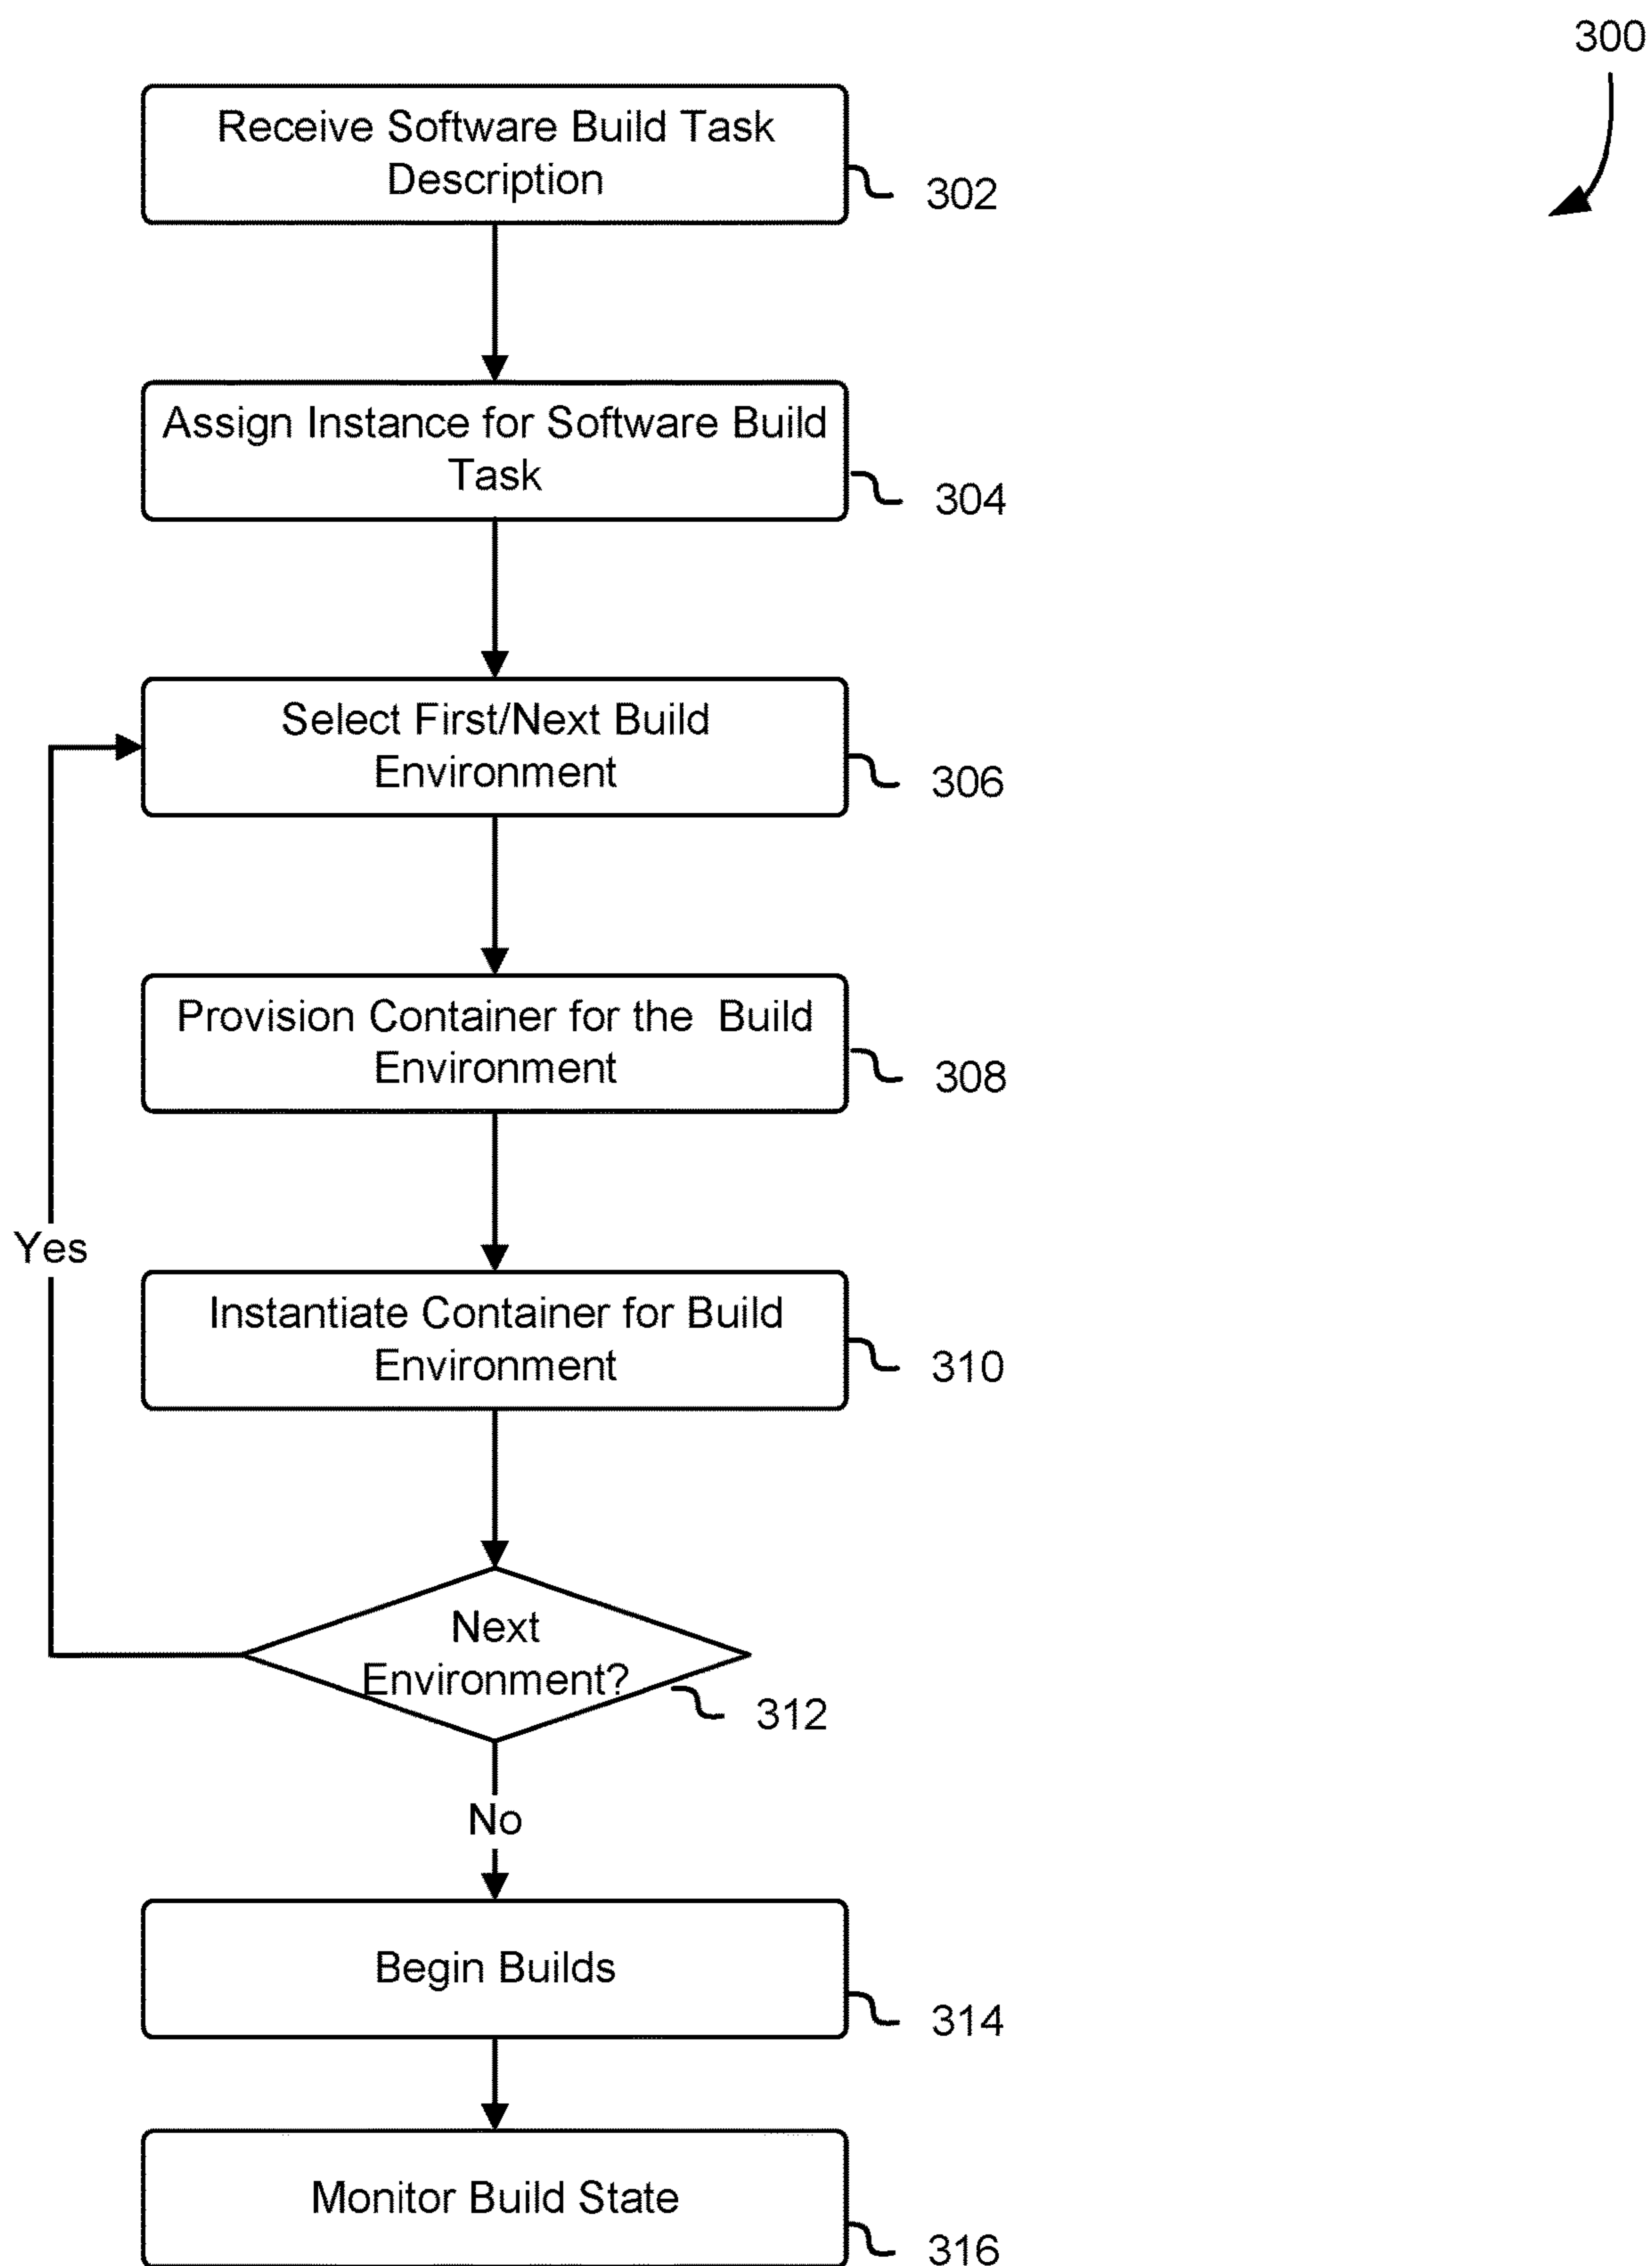 300
Receive Software Build Task
Description
302
Assign Instance for Software Build
Task
304
Select First/Next Build
Environment
306
Provision Container for the  Build
Environment
308
Yes
Instantiate Container for Build
Environment
310
Next
Environment?
312
No
Begin Builds
314
Monitor Build State
316